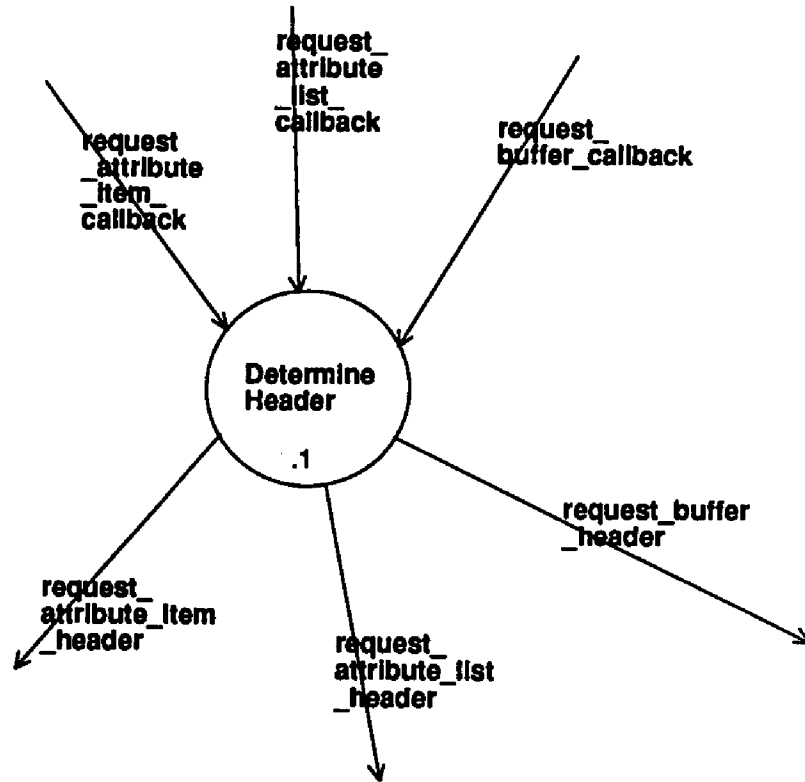 request_
attribute
_list_
callback
request
_attribute
_item_
callback
request_
buffer_callback
Determine
Header
.1
request_buffer
_header
request_
attribute_item
_header
request_
attribute_list
_header